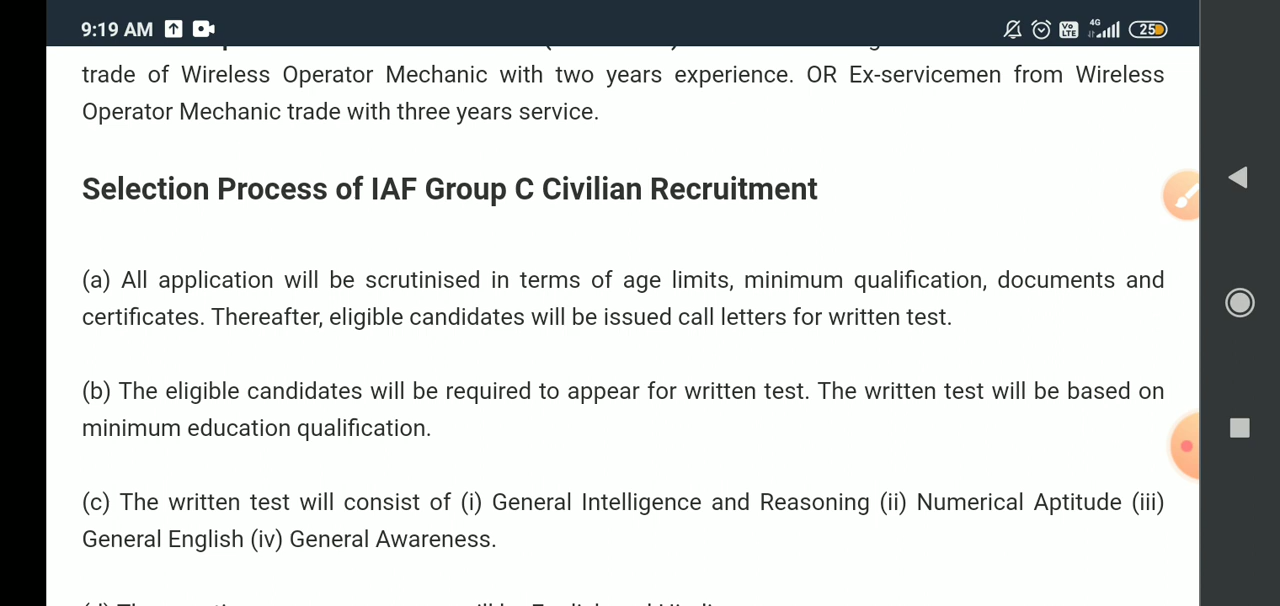 9:19 AM
VO LTE 4G 25
trade of Wireless Operator Mechanic with two years experience. OR Ex-servicemen from Wireless
Operator Mechanic trade with three years service.
Selection Process of IAF Group C Civilian Recruitment
(a) All application will be scrutinised in terms of age limits, minimum qualification, documents and
certificates. Thereafter, eligible candidates will be issued call letters for written test.
(b) The eligible candidates will be required to appear for written test. The written test will be based on
minimum education qualification.
(c) The written test will consist of (i) General Intelligence and Reasoning (ii) Numerical Aptitude (iii)
General English (iv) General Awareness.